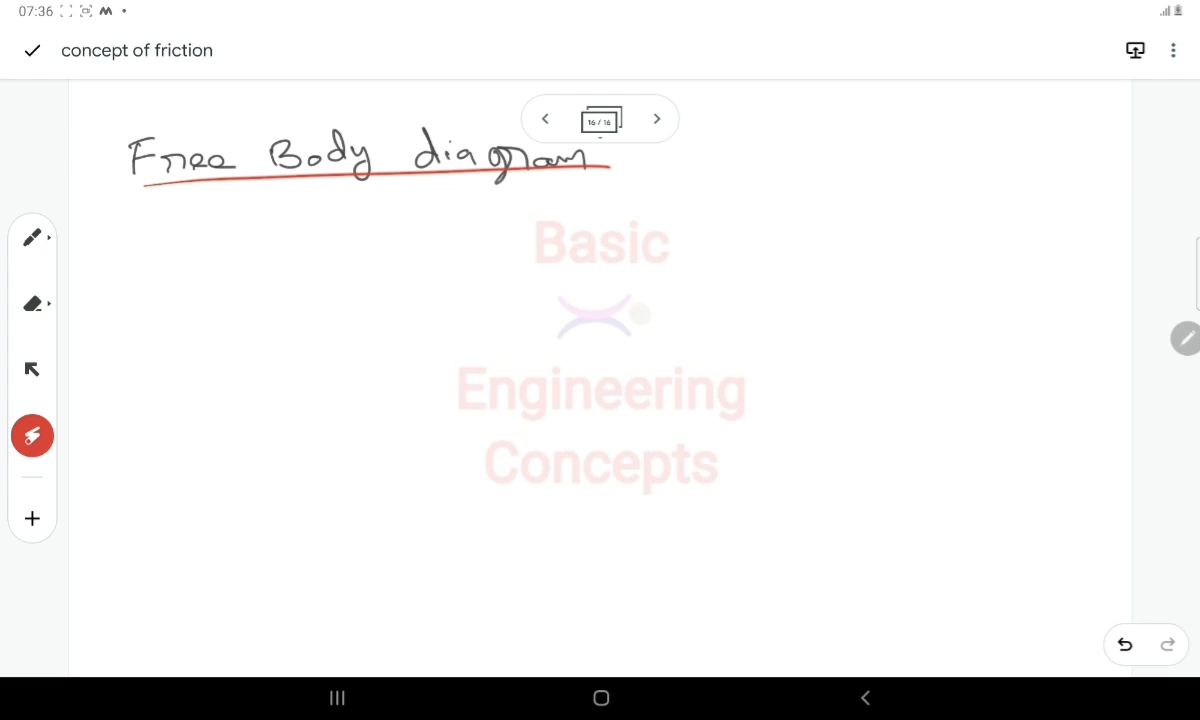 07:36
concept of friction
16 / 16
Free Body diagram
Basic
Engineering
Concepts